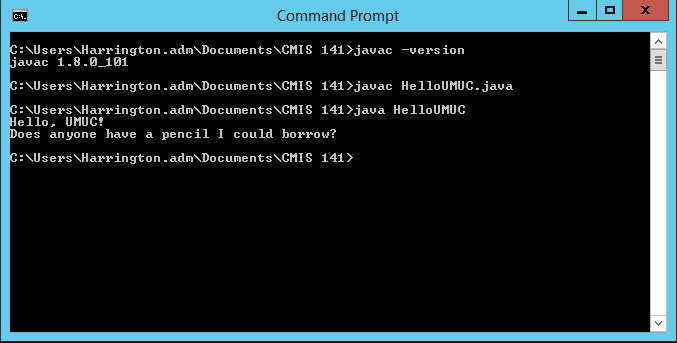 Command Prompt
C:\Users\Harrington.adm\Documents\CMIS 141>javac -version
javac 1.8.0_101
C:\Users\Harrington.adm\Documents\CMIS 141>javac HelloUMUC.java
C:\Users\Harrington.adm\Documents\CMIS 141>java HelloUMUC
Hello, UMUC!
Does anyone have a pencil I could borrow?
C:\Users\Harrington.adm\Documents\CMIS 141>